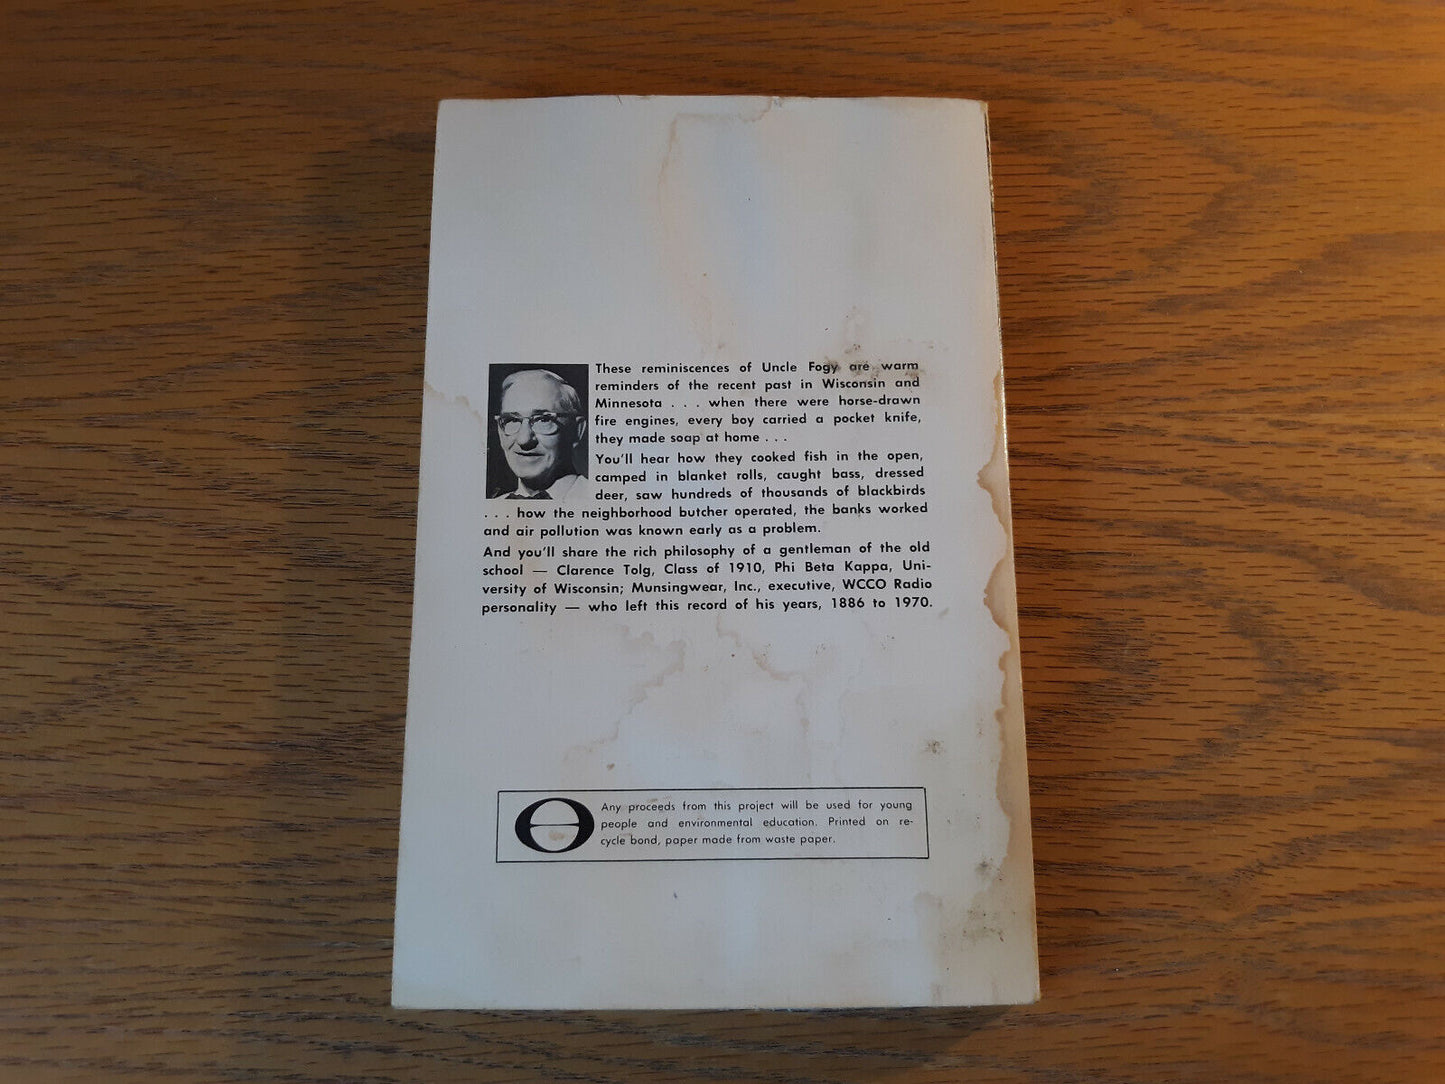 These reminiscences of Uncle Fogy are warm
reminders of the recent past in Wisconsin and
Minnesota . . . when there were horse-drawn
fire engines, every boy carried a pocket knife,
they made soap at home . . .
You'll hear how they cooked fish in the open,
camped in blanket rolls, caught bass, dressed
deer, saw hundreds of thousands of blackbirds
. . . how the neighborhood butcher operated, the banks worked
and air pollution was known early as a problem.
And you'll share the rich philosophy of a gentleman of the old
school — Clarence Tolg, Class of 1910, Phi Beta Kappa, Uni-
versity of Wisconsin; Munsingwear, Inc., executive, WCCO Radio
personality — who left this record of his years, 1886 to 1970.
Any proceeds from this project will be used for young
people and environmental education. Printed on re-
cycle bond, paper made from waste paper.